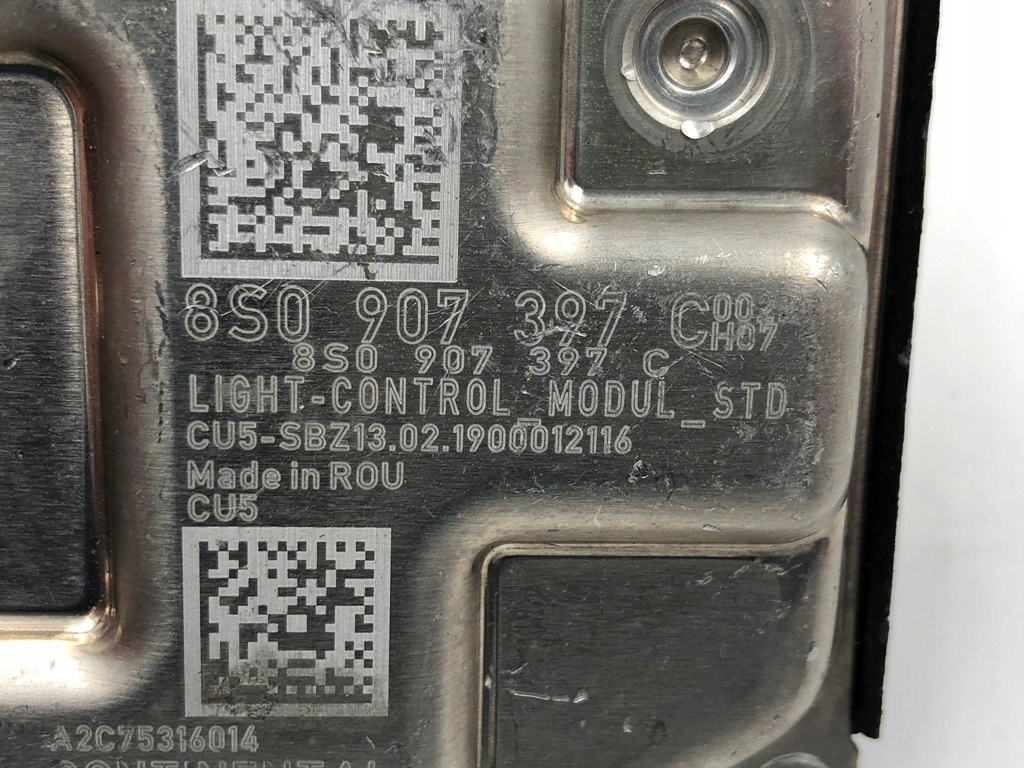 8S0 907 397 C 00 H07
8S0 907 397 C
LIGHT-CONTROL_MODUL_STD
CU5-SBZ13.02.1900012116
Made in ROU
CU5
A2C75316014
CONTINENTAL